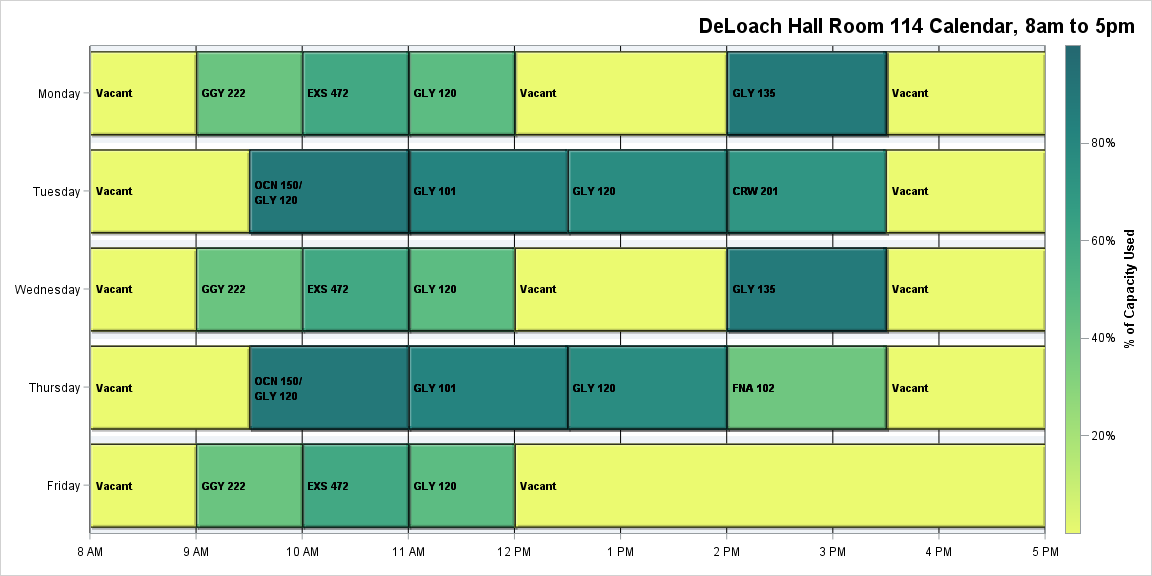 DeLoach Hall Room 114 Calendar, 8am to 5pm
Monday
Vacant
GGY 222
EXS 472
GLY 120
Vacant
GLY 135
Vacant
Tuesday
Vacant
OCN 150/
GLY 120
GLY 101
GLY 120
CRW 201
Vacant
Wednesday
Vacant
GGY 222
EXS 472
GLY 120
Vacant
GLY 135
Vacant
Thursday
Vacant
OCN 150/
GLY 120
GLY 101
GLY 120
FNA 102
Vacant
Friday
Vacant
GGY 222
EXS 472
GLY 120
Vacant
8 AM
9 AM
10 AM
11 AM
12 PM
1 PM
2 PM
3 PM
4 PM
5 PM
80%
60%
40%
20%
% of Capacity Used